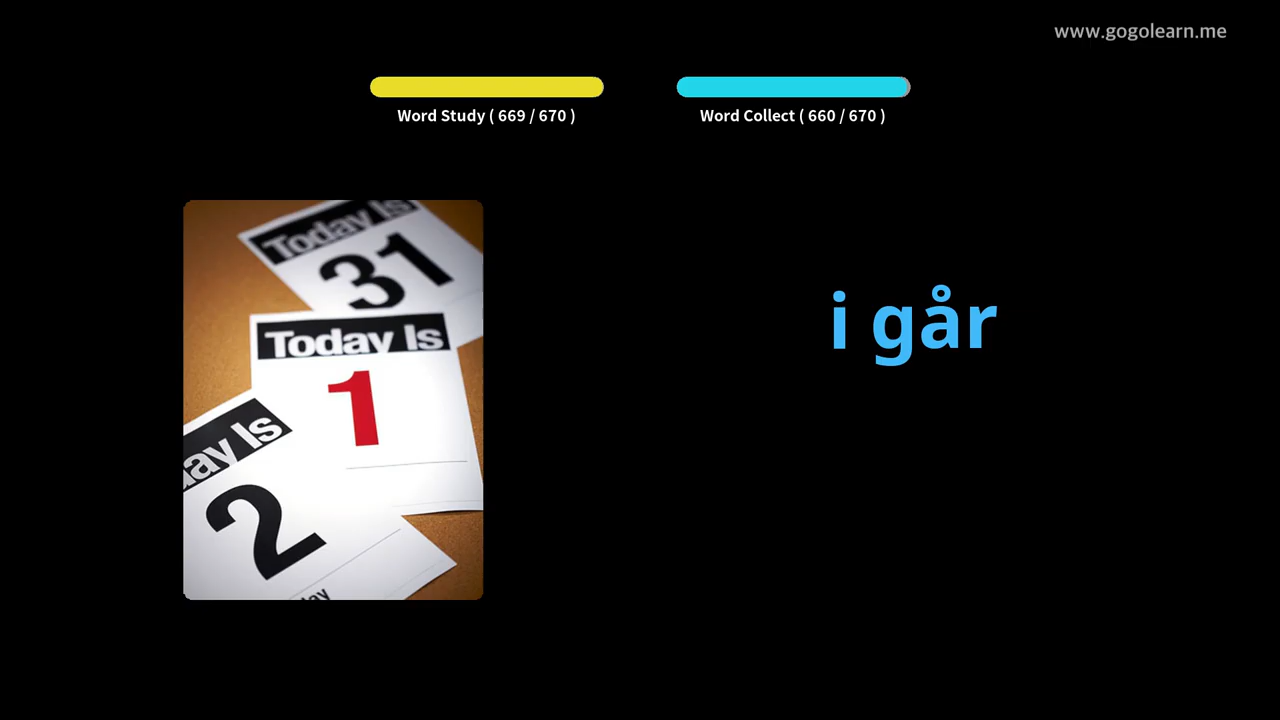 www.gogolearn.me
Word Study ( 669 / 670 )
Word Collect ( 660 / 670 )
Today Is
31
Today Is
1
ay Is
2
ay
i går